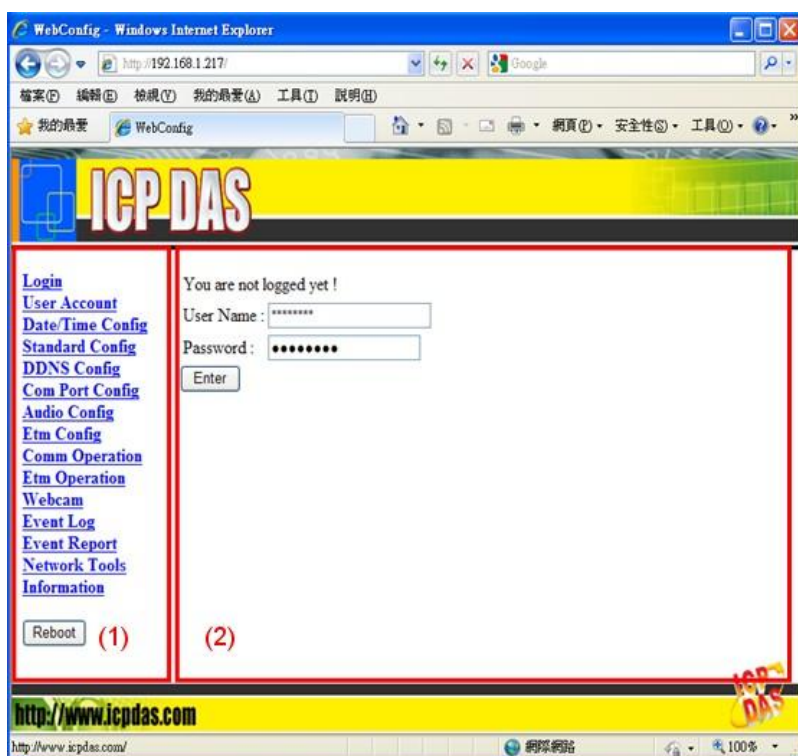 WebConfig - Windows Internet Explorer
http://192.168.1.217/
Google
檔案(F) 編輯(E) 檢視(V) 我的最愛(A) 工具(T) 說明(H)
我的最愛 WebConfig 網頁(P) 安全性(S) 工具(O) »
ICP DAS
Login
User Account
Date/Time Config
Standard Config
DDNS Config
Com Port Config
Audio Config
Etm Config
Comm Operation
Etm Operation
Webcam
Event Log
Event Report
Network Tools
Information
Reboot (1)
You are not logged yet !
User Name : ********
Password : ●●●●●●●●
Enter
(2)
http://www.icpdas.com
ICP DAS
http://www.icpdas.com/ 網際網路 100%